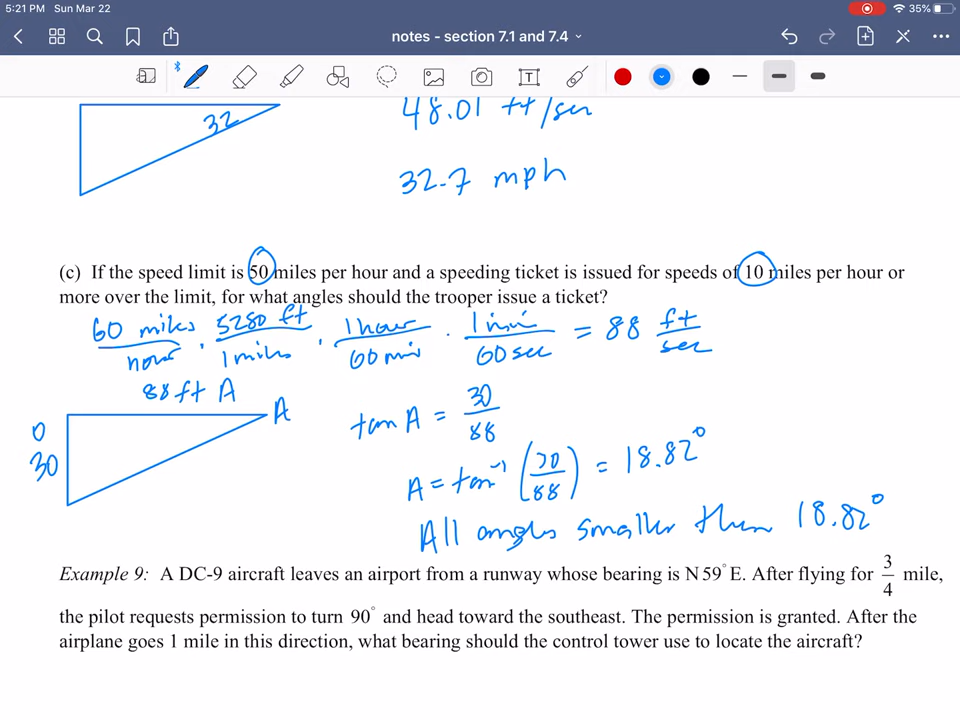 5:21 PM Sun Mar 22
35%
notes - section 7.1 and 7.4
T
32
48.01 ft/sec
32.7 mph
(c) If the speed limit is 50 miles per hour and a speeding ticket is issued for speeds of 10 miles per hour or
more over the limit, for what angles should the trooper issue a ticket?
60 miles/hour · 5280 ft/1 miles · 1 hour/60 min · 1 min/60 sec = 88 ft/sec
88 ft A
A
O
30
tan A = 30/88
A = tan⁻¹(30/88) = 18.82°
All angles smaller than 18.82°
Example 9: A DC-9 aircraft leaves an airport from a runway whose bearing is N 59° E. After flying for 3/4 mile,
the pilot requests permission to turn 90° and head toward the southeast. The permission is granted. After the
airplane goes 1 mile in this direction, what bearing should the control tower use to locate the aircraft?